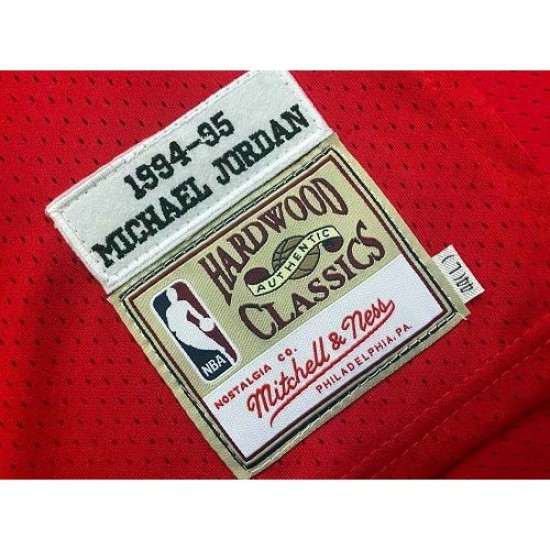 1994-95
MICHAEL JORDAN
HARDWOOD
AUTHENTIC
CLASSICS
NBA
NOSTALGIA CO.
Mitchell & Ness
PHILADELPHIA, PA.